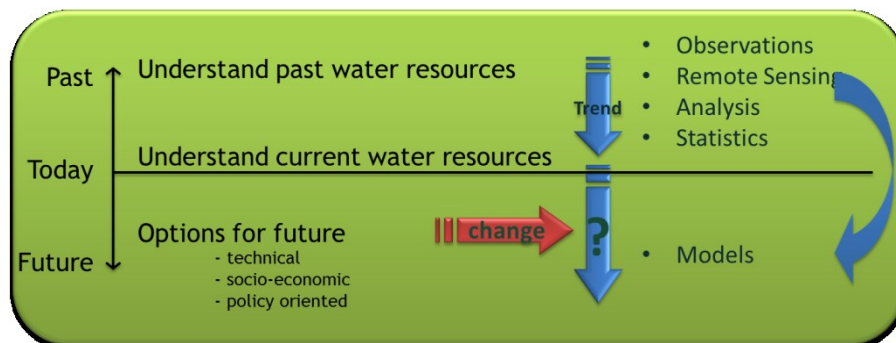 Past
Understand past water resources
Trend
• Observations
• Remote Sensing
• Analysis
• Statistics
Today
Understand current water resources
Future
Options for future
- technical
- socio-economic
- policy oriented
change
?
• Models